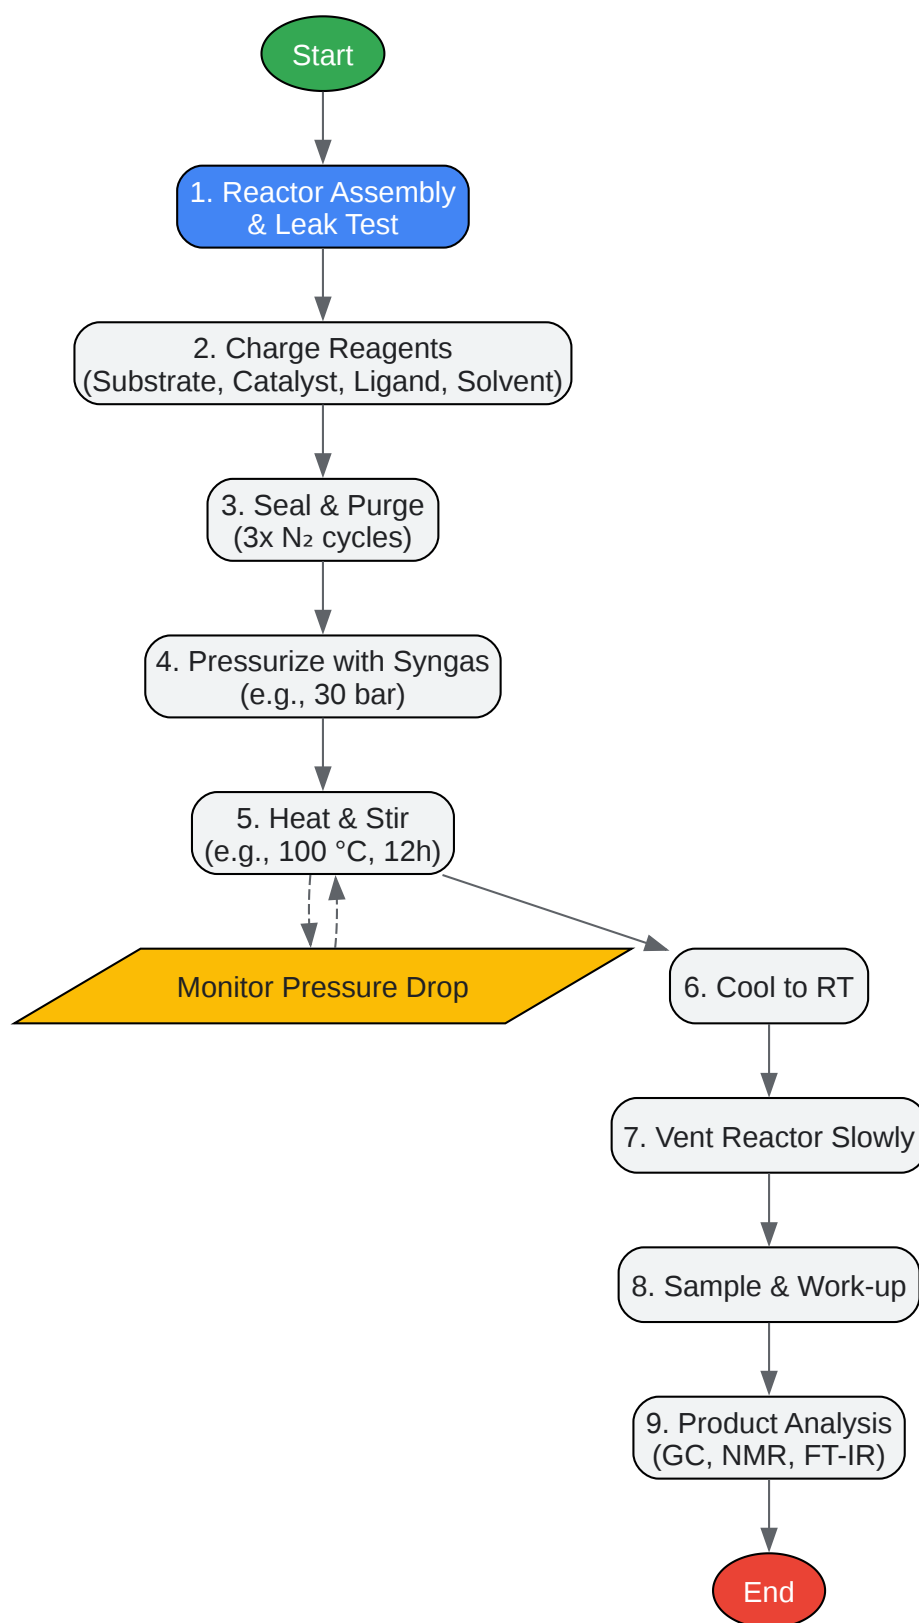 Start
1. Reactor Assembly
& Leak Test
2. Charge Reagents
(Substrate, Catalyst, Ligand, Solvent)
3. Seal & Purge
(3x N₂ cycles)
4. Pressurize with Syngas
(e.g., 30 bar)
5. Heat & Stir
(e.g., 100 °C, 12h)
Monitor Pressure Drop
6. Cool to RT
7. Vent Reactor Slowly
8. Sample & Work-up
9. Product Analysis
(GC, NMR, FT-IR)
End